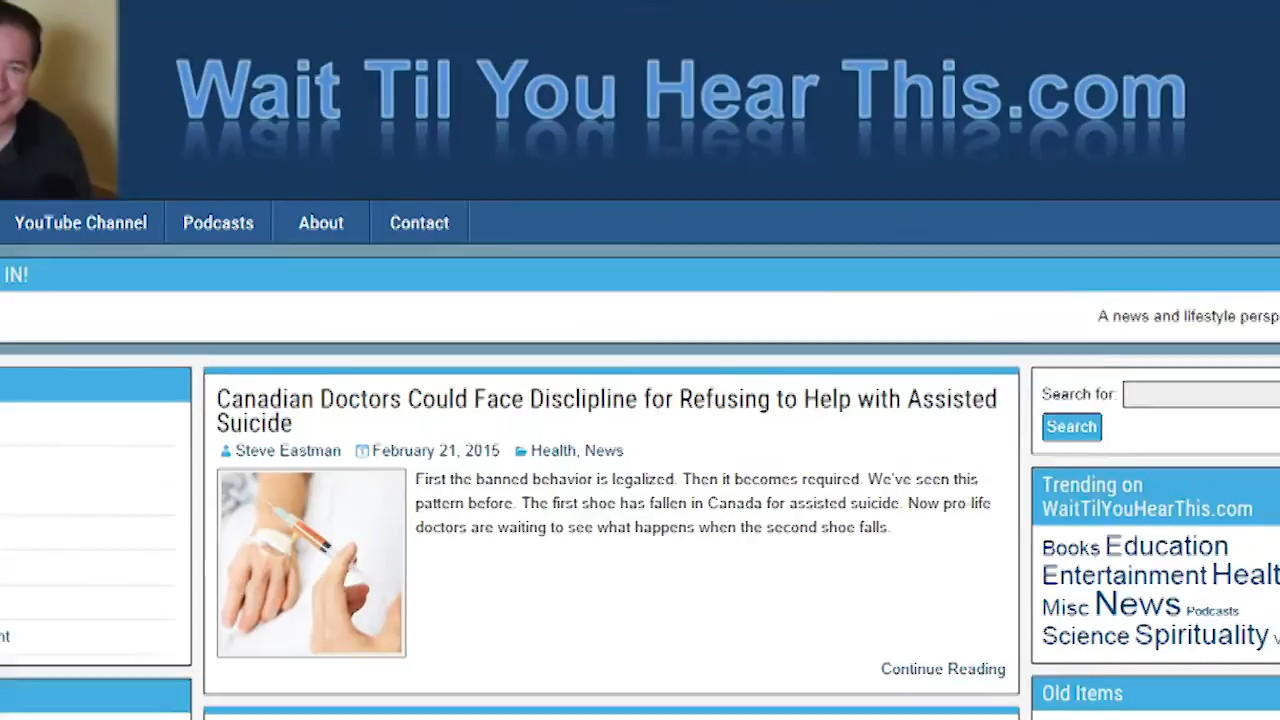 Wait Til You Hear This.com
YouTube Channel
Podcasts
About
Contact
IN!
A news and lifestyle persp
Canadian Doctors Could Face Disclipline for Refusing to Help with Assisted
Suicide
Steve Eastman
February 21, 2015
Health, News
First the banned behavior is legalized. Then it becomes required. We've seen this
pattern before. The first shoe has fallen in Canada for assisted suicide. Now pro-life
doctors are waiting to see what happens when the second shoe falls.
Continue Reading
Search for:
Search
Trending on
WaitTilYouHearThis.com
Books Education
Entertainment Healt
Misc News Podcasts
Science Spirituality
Old Items